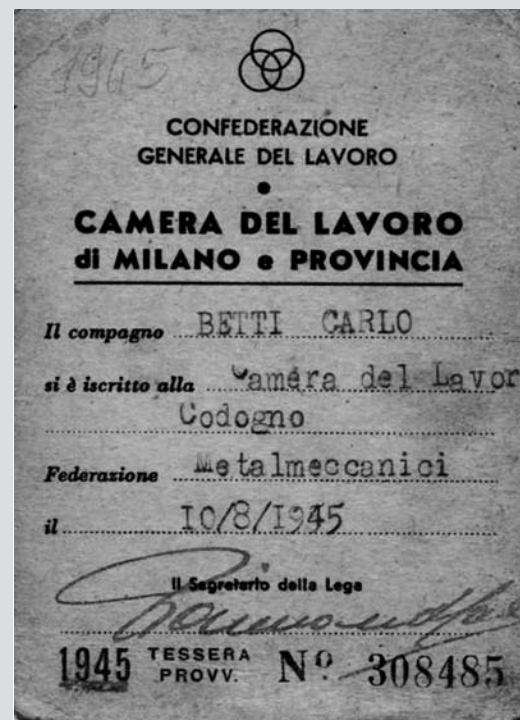 1945
CONFEDERAZIONE
GENERALE DEL LAVORO
CAMERA DEL LAVORO
di MILANO e PROVINCIA
Il compagno BETTI CARLO
si è iscritto alla Camera del Lavor
Codogno
Federazione Metalmeccanici
il 10/8/1945
Il Segretario della Lega
1945 TESSERA PROVV. Nº 308485